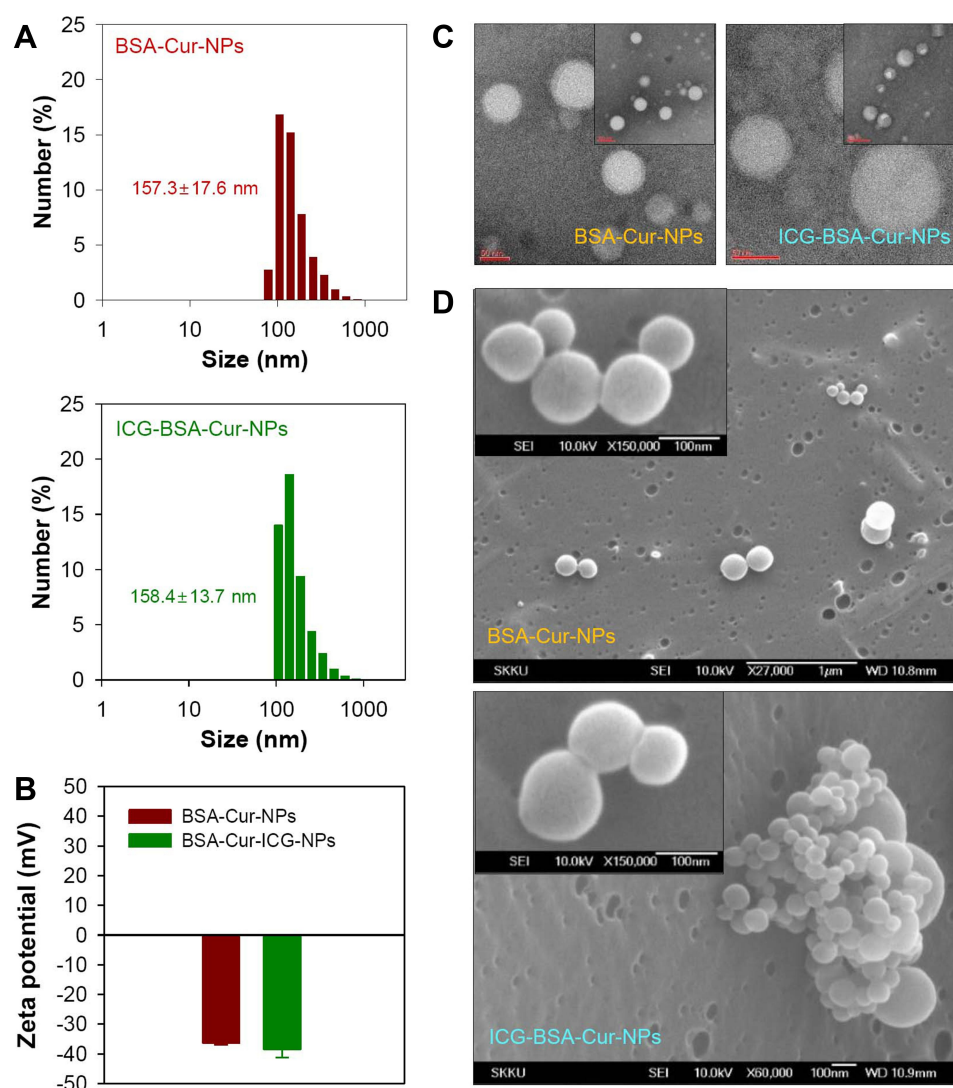 A
25
20
15
10
5
0
Number (%)
BSA-Cur-NPs
157.3±17.6 nm
1 10 100 1000
Size (nm)
25
20
15
10
5
0
Number (%)
ICG-BSA-Cur-NPs
158.4±13.7 nm
1 10 100 1000
Size (nm)
B
50
40
30
20
10
0
-10
-20
-30
-40
-50
Zeta potential (mV)
BSA-Cur-NPs
BSA-Cur-ICG-NPs
C
BSA-Cur-NPs
ICG-BSA-Cur-NPs
D
SEI 10.0kV X150,000 100nm
BSA-Cur-NPs
SKKU SEI 10.0kV X27,000 1μm WD 10.8mm
SEI 10.0kV X150,000 100nm
ICG-BSA-Cur-NPs
SKKU SEI 10.0kV X60,000 100nm WD 10.9mm